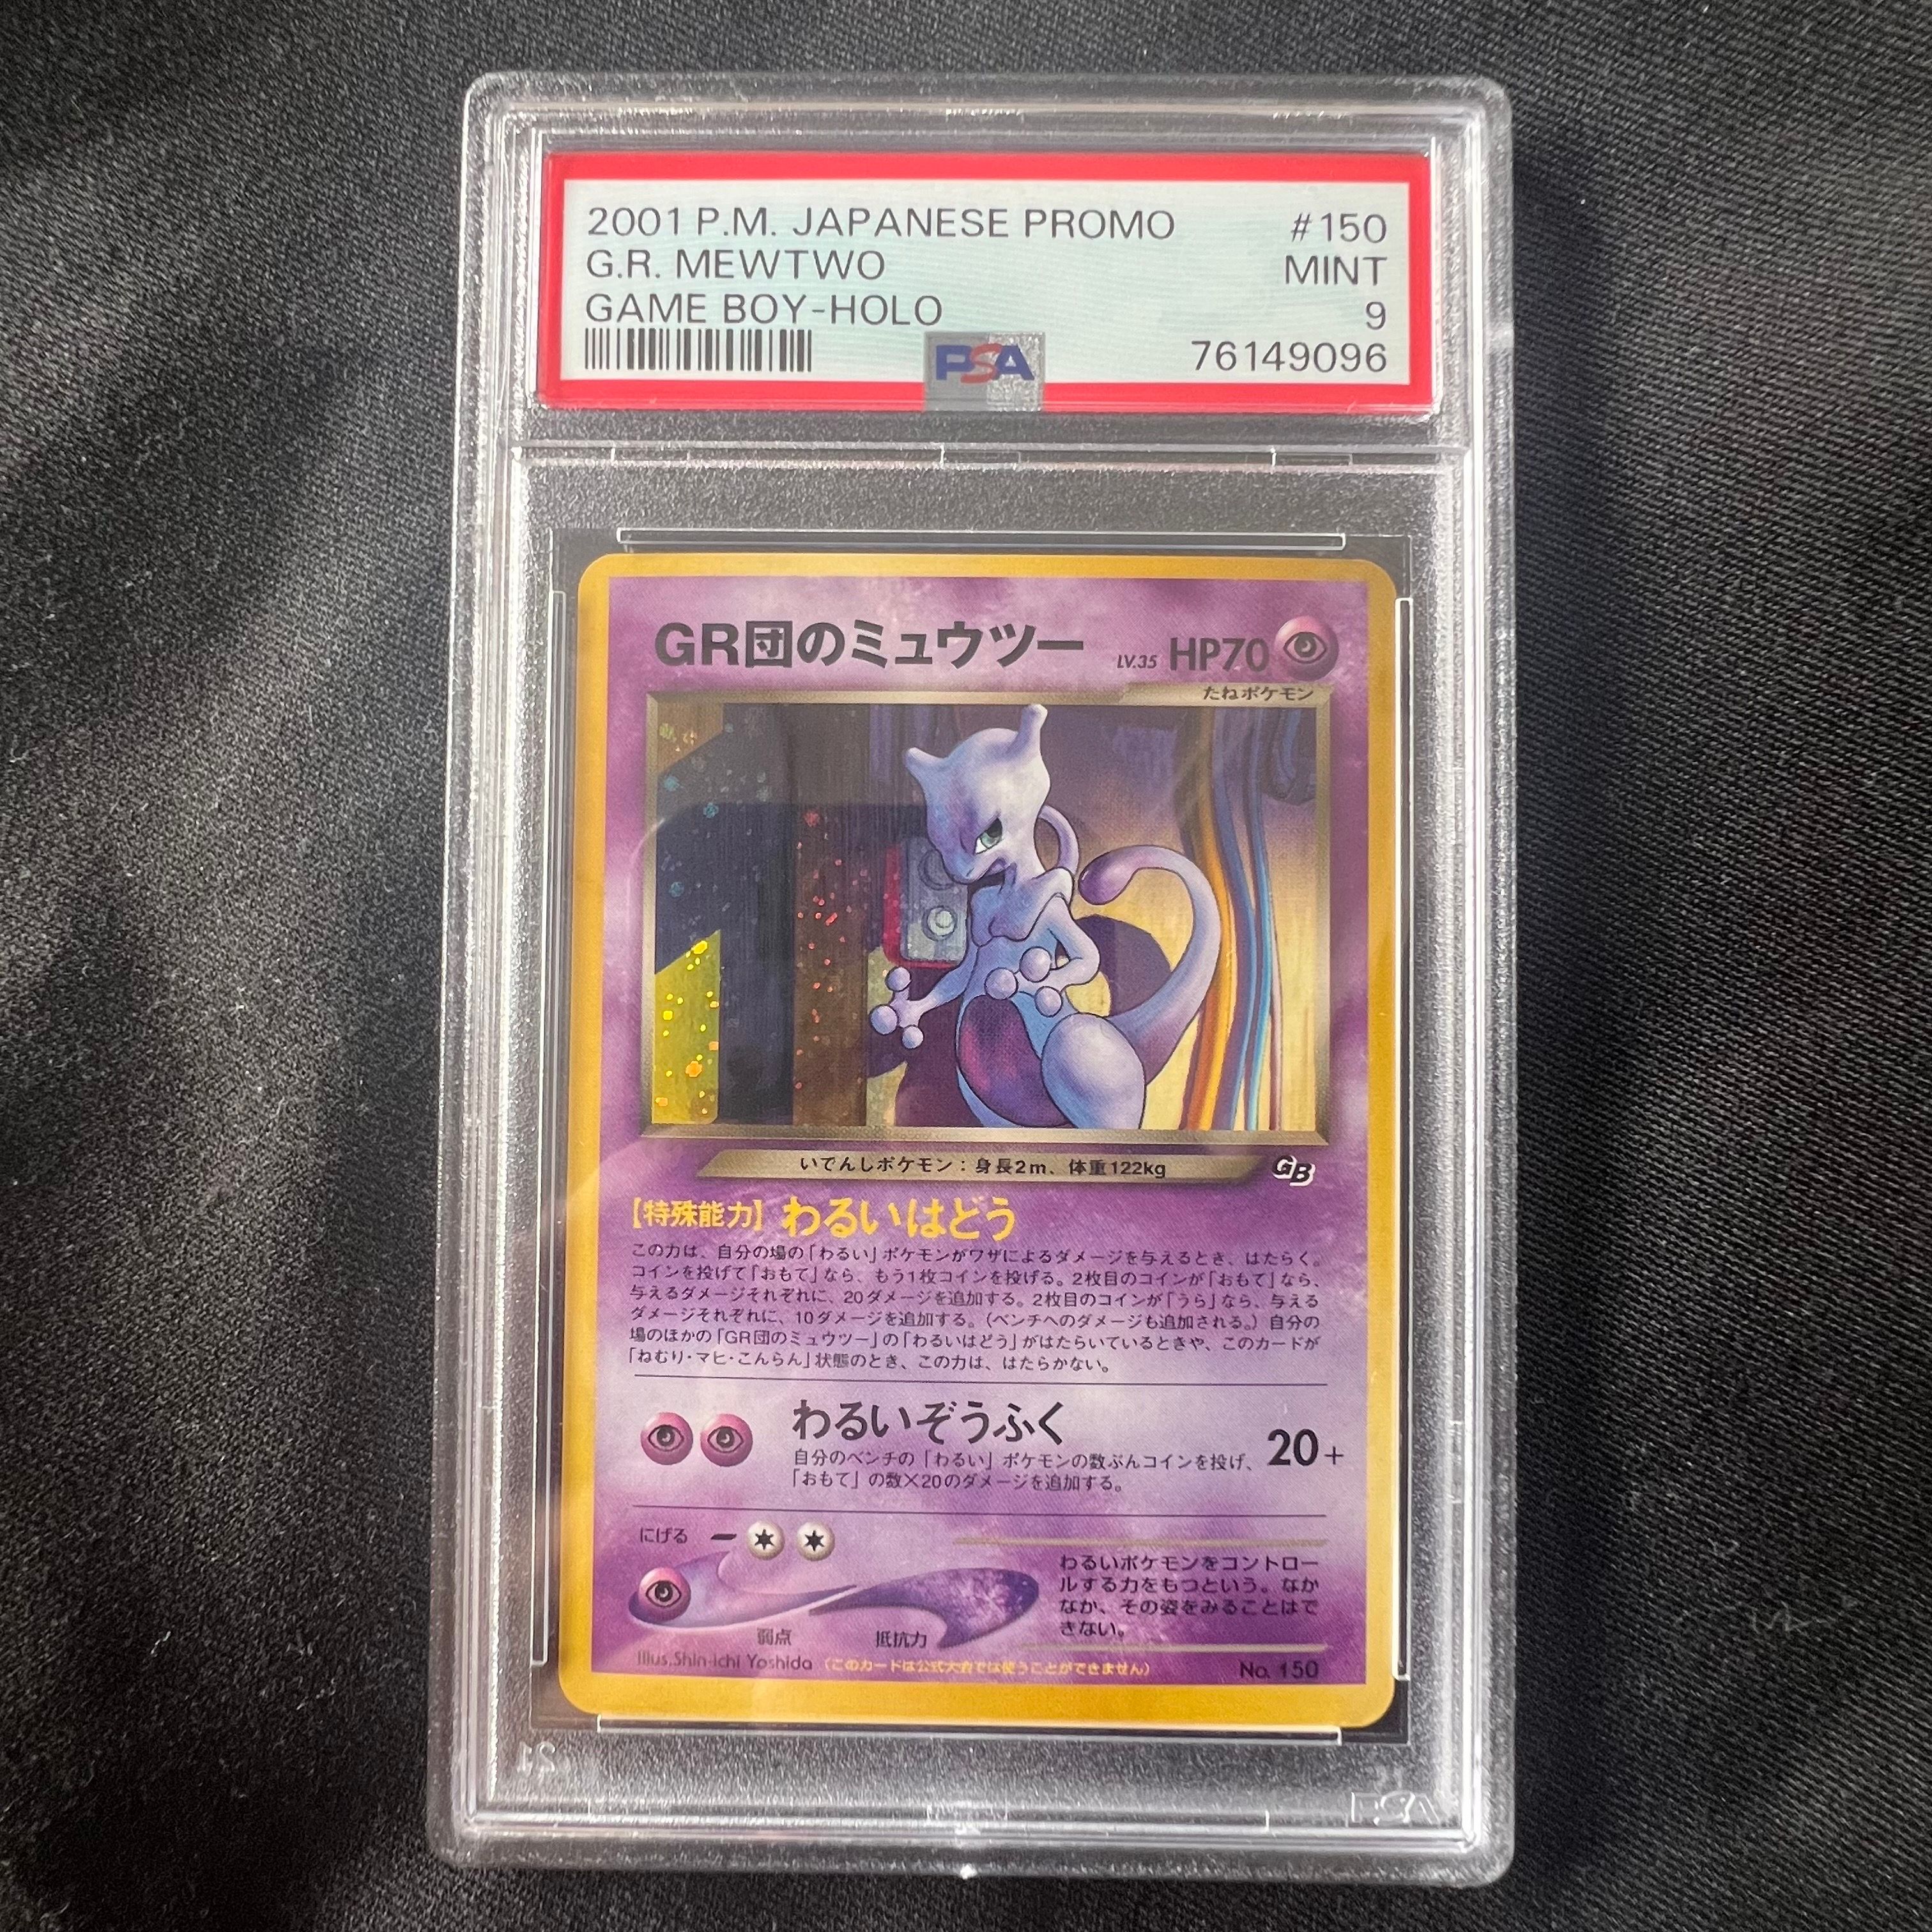 2001 P.M. JAPANESE PROMO #150
G.R. MEWTWO MINT
GAME BOY-HOLO 9
PSA 76149096
GR団のミュウツー LV.35 HP70
たねポケモン
いでんしポケモン：身長2m、体重122kg GB
【特殊能力】わるいはどう
この力は、自分の場の「わるい」ポケモンがワザによるダメージを与えるとき、はたらく。
コインを投げて「おもて」なら、もう1枚コインを投げる。2枚目のコインが「おもて」なら、
与えるダメージそれぞれに、20ダメージを追加する。2枚目のコインが「うら」なら、与える
ダメージそれぞれに、10ダメージを追加する。（ベンチへのダメージも追加される。）自分の
場のほかの「GR団のミュウツー」の「わるいはどう」がはたらいているときや、このカードが
「ねむり・マヒ・こんらん」状態のとき、この力は、はたらかない。
わるいぞうふく 20+
自分のベンチの「わるい」ポケモンの数ぶんコインを投げ、
「おもて」の数×20のダメージを追加する。
にげる
弱点 抵抗力
わるいポケモンをコントロー
ルする力をもつという。なか
なか、その姿をみることはで
きない。
Illus.Shin-ichi Yoshida （このカードは公式大会では使うことができません） No. 150
21
PSA